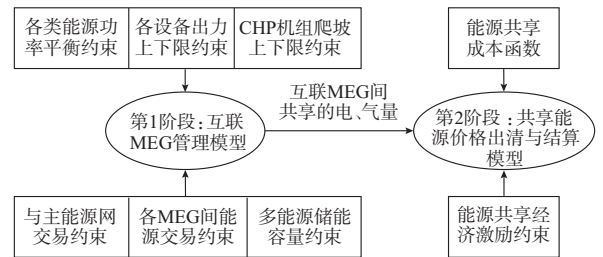 各类能源功
率平衡约束
各设备出力
上下限约束
CHP机组爬坡
上下限约束
能源共享
成本函数
第1阶段:互联
MEG管理模型
互联MEG间
共享的电、气量
第2阶段:共享能
源价格出清与结算
模型
与主能源网
交易约束
各MEG间能
源交易约束
多能源储能
容量约束
能源共享经
济激励约束